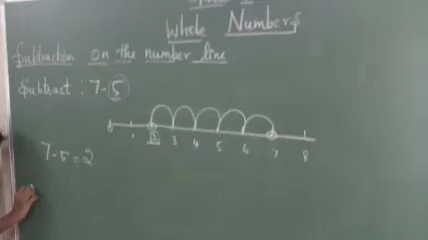 Whole Numbers
Subtraction on the number line
Subtract : 7-5
0 1 2 3 4 5 6 7 8
7-5=2